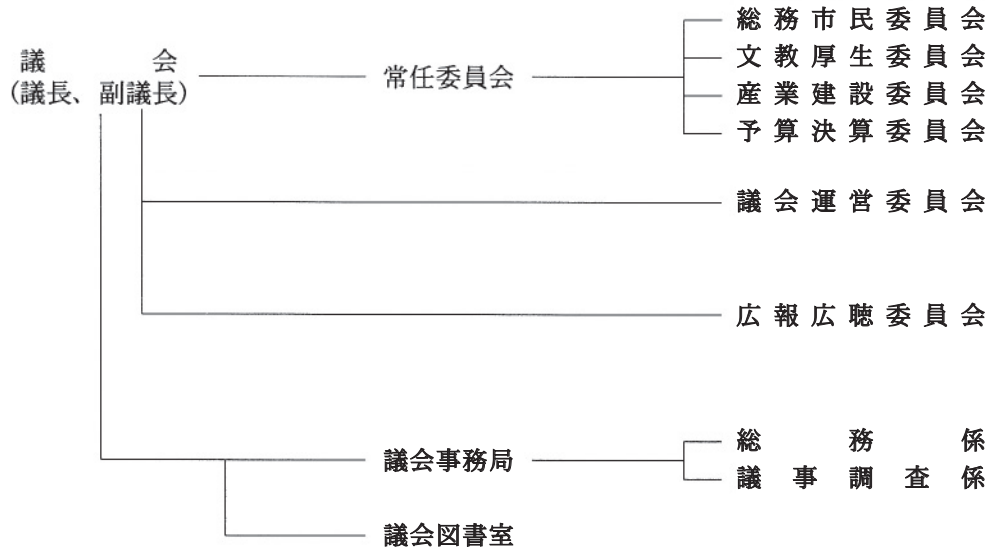 議会
(議長、副議長)
常任委員会
総務市民委員会
文教厚生委員会
産業建設委員会
予算決算委員会
議会運営委員会
広報広聴委員会
議会事務局
総務係
議事調査係
議会図書室